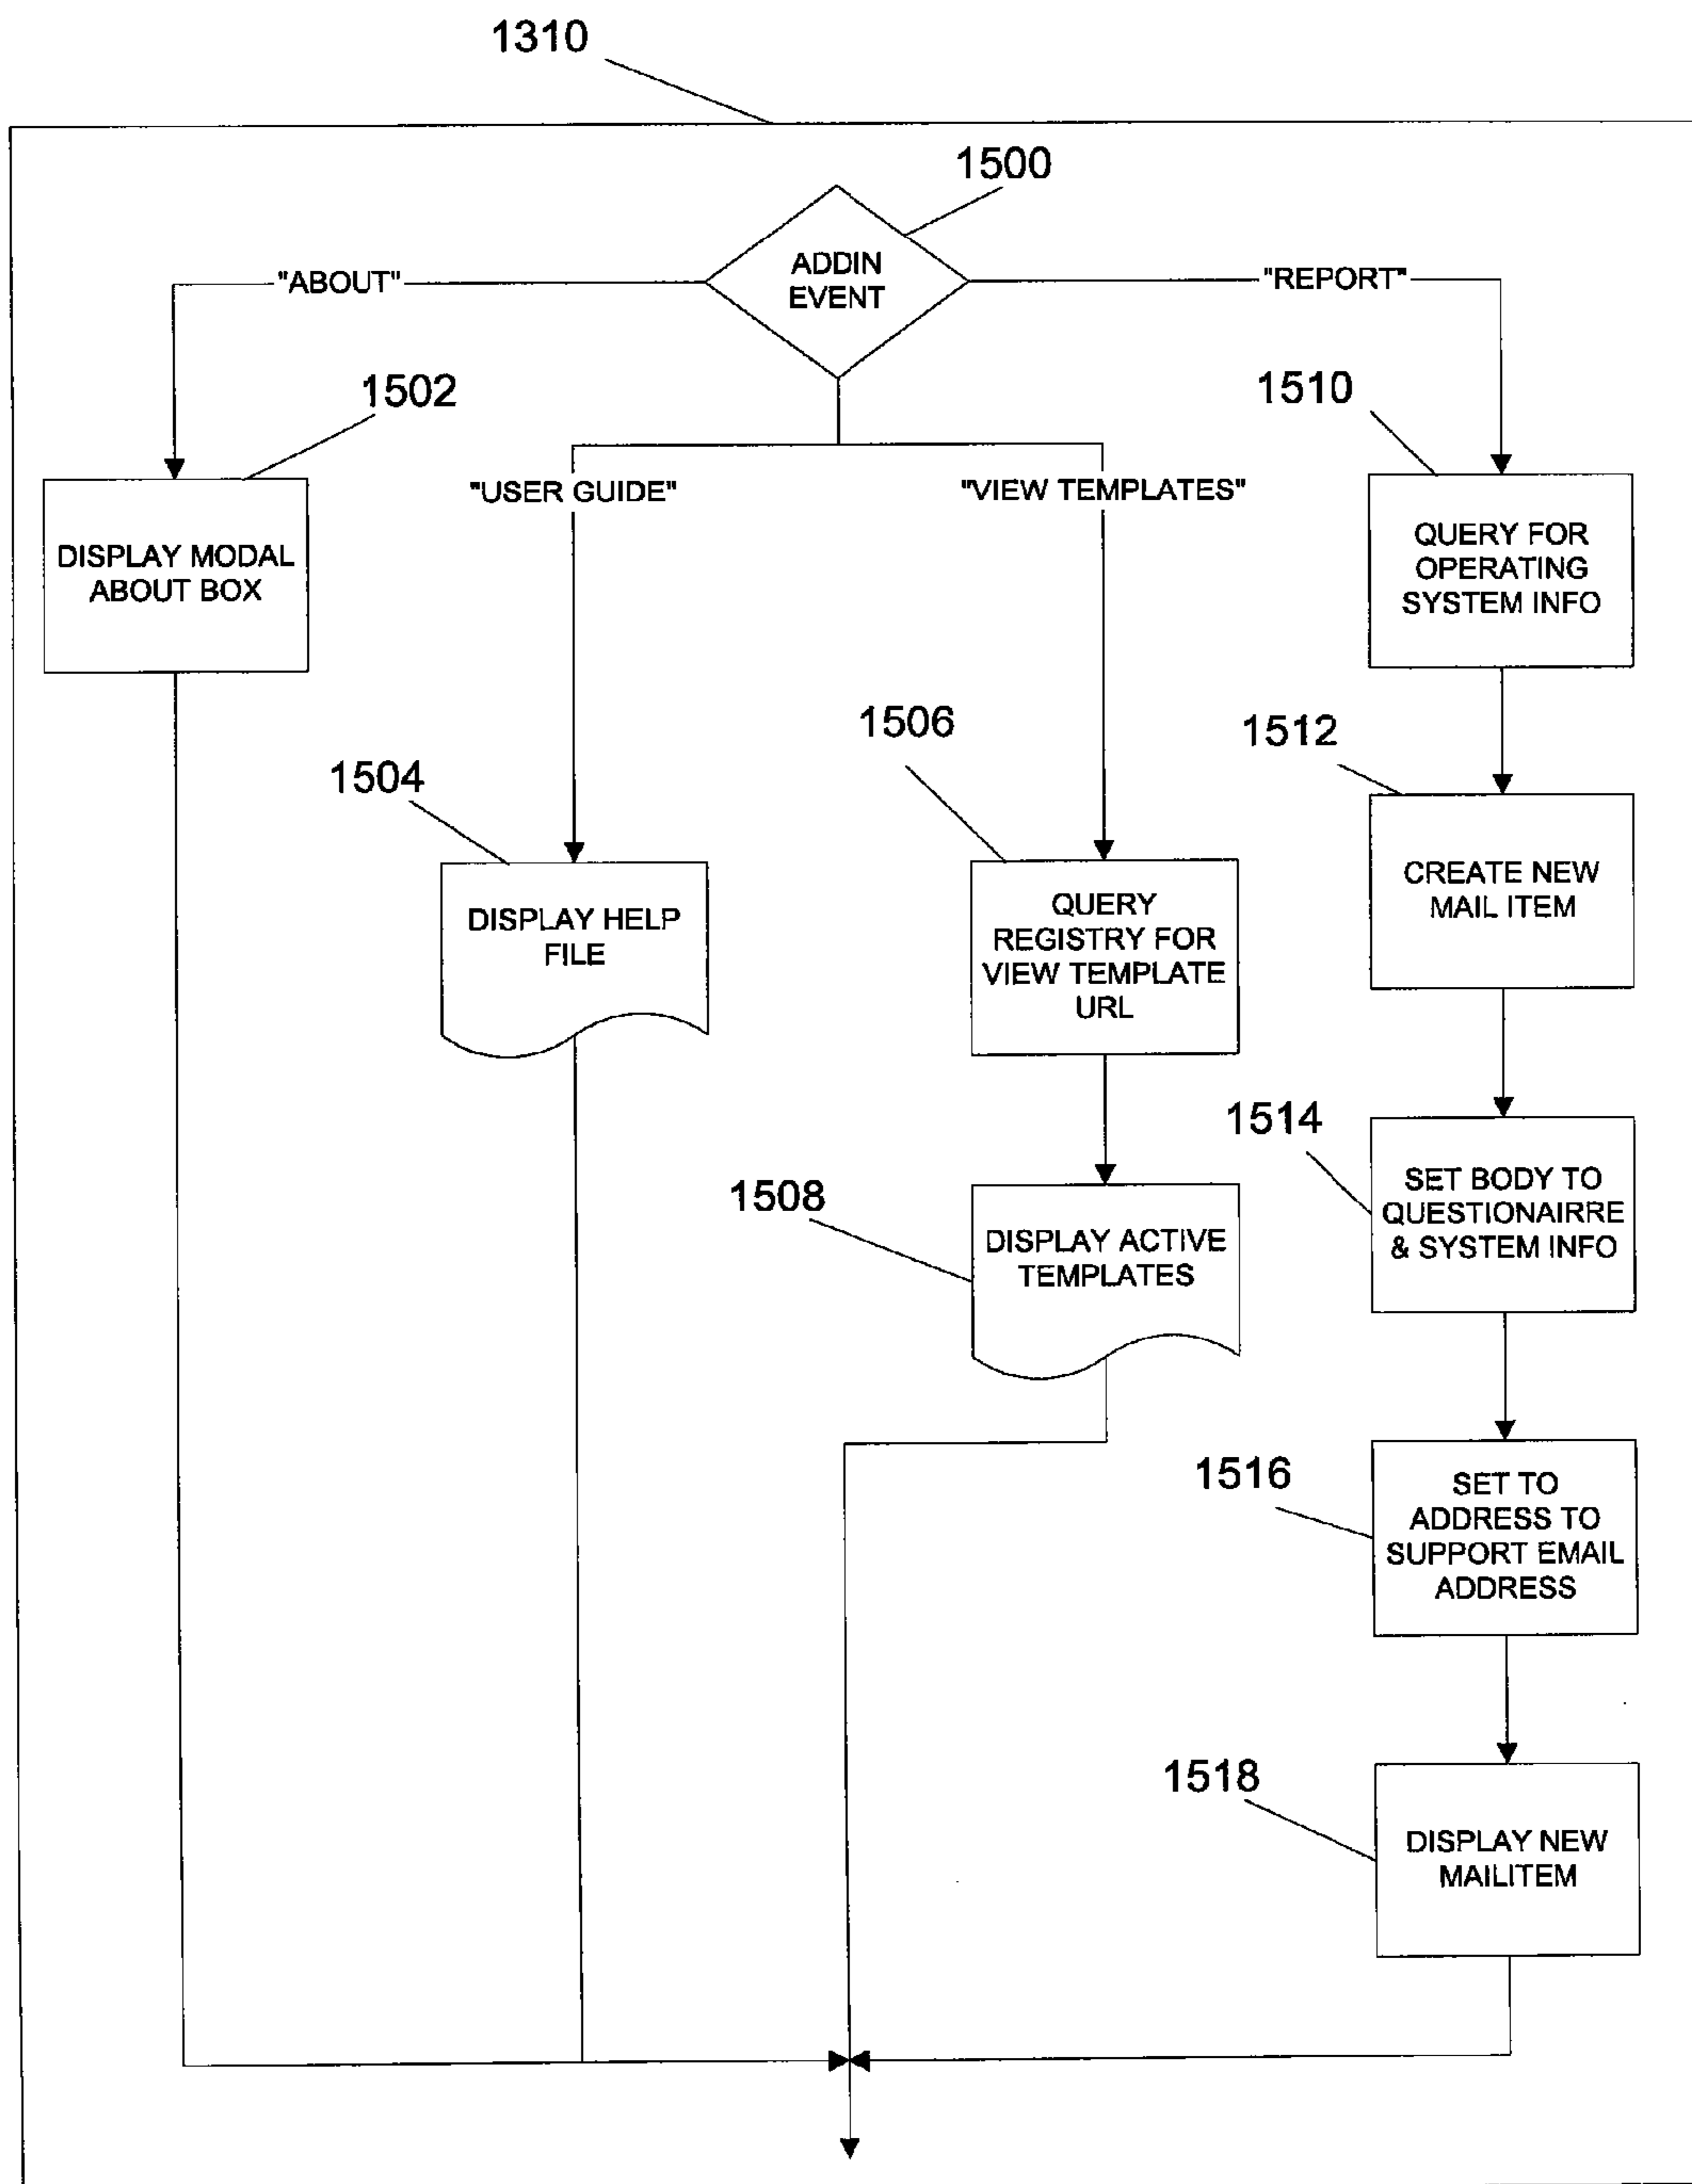 1310
1500
ADDIN
EVENT
"ABOUT"
"REPORT"
1502
1510
"USER GUIDE"
"VIEW TEMPLATES"
DISPLAY MODAL
ABOUT BOX
QUERY FOR
OPERATING
SYSTEM INFO
1504
1506
1512
DISPLAY HELP
FILE
QUERY
REGISTRY FOR
VIEW TEMPLATE
URL
CREATE NEW
MAIL ITEM
1508
1514
DISPLAY ACTIVE
TEMPLATES
SET BODY TO
QUESTIONAIRRE
& SYSTEM INFO
1516
SET TO
ADDRESS TO
SUPPORT EMAIL
ADDRESS
1518
DISPLAY NEW
MAILITEM